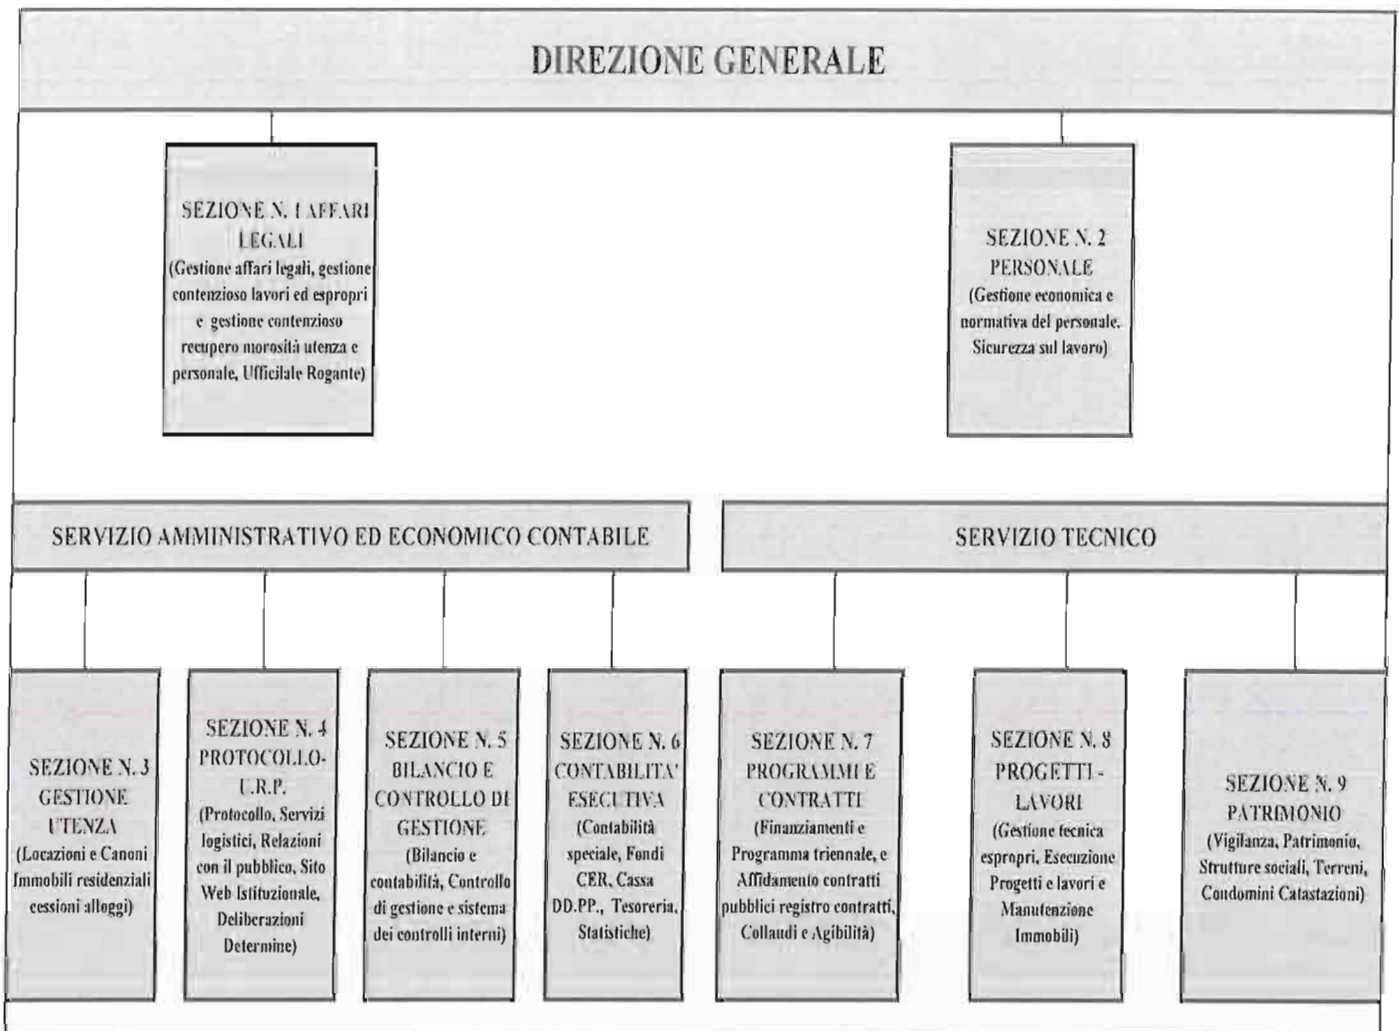 DIREZIONE GENERALE
SEZIONE N. 1 AFFARI
LEGALI
(Gestione affari legali, gestione
contenzioso lavori ed espropri
e gestione contenzioso
recupero morosità utenza e
personale, Ufficilale Rogante)
SEZIONE N. 2
PERSONALE
(Gestione economica e
normativa del personale.
Sicurezza sul lavoro)
SERVIZIO AMMINISTRATIVO ED ECONOMICO CONTABILE
SERVIZIO TECNICO
SEZIONE N. 3
GESTIONE
UTENZA
(Locazioni e Canoni
Immobili residenziali
cessioni alloggi)
SEZIONE N. 4
PROTOCOLLO-
U.R.P.
(Protocollo, Servizi
logistici, Relazioni
con il pubblico, Sito
Web Istituzionale,
Deliberazioni
Determine)
SEZIONE N. 5
BILANCIO E
CONTROLLO DI
GESTIONE
(Bilancio e
contabilità, Controllo
di gestione e sistema
dei controlli interni)
SEZIONE N. 6
CONTABILITA'
ESECUTIVA
(Contabilità
speciale, Fondi
CER, Cassa
DD.PP., Tesoreria,
Statistiche)
SEZIONE N. 7
PROGRAMMI E
CONTRATTI
(Finanziamenti e
Programma triennale, e
Affidamento contratti
pubblici registro contratti,
Collaudi e Agibilità)
SEZIONE N. 8
PROGETTI -
LAVORI
(Gestione tecnica
espropri, Esecuzione
Progetti e lavori e
Manutenzione
Immobili)
SEZIONE N. 9
PATRIMONIO
(Vigilanza, Patrimonio,
Strutture sociali, Terreni,
Condomini Catastazioni)